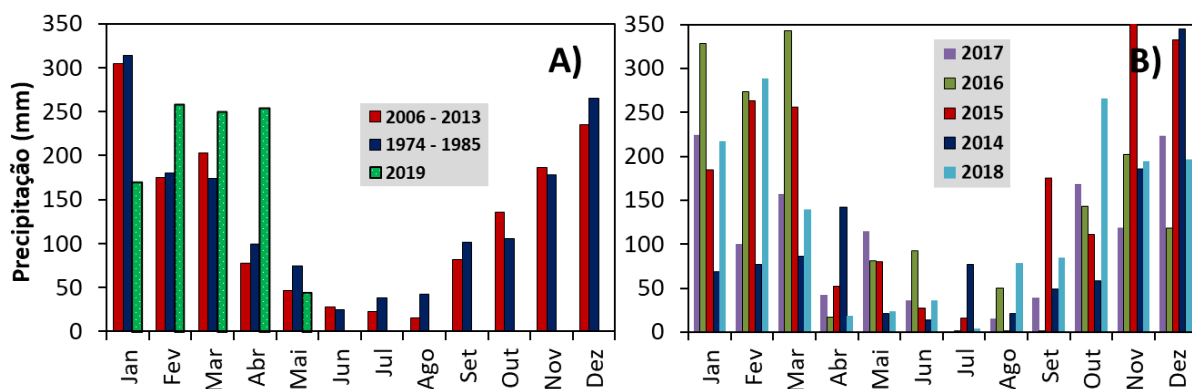 Precipitação (mm)
350
300
250
200
150
100
50
0
A)
2006 - 2013
1974 - 1985
2019
Jan
Fev
Mar
Abr
Mai
Jun
Jul
Ago
Set
Out
Nov
Dez
350
300
250
200
150
100
50
0
B)
2017
2016
2015
2014
2018
Jan
Fev
Mar
Abr
Mai
Jun
Jul
Ago
Set
Out
Nov
Dez